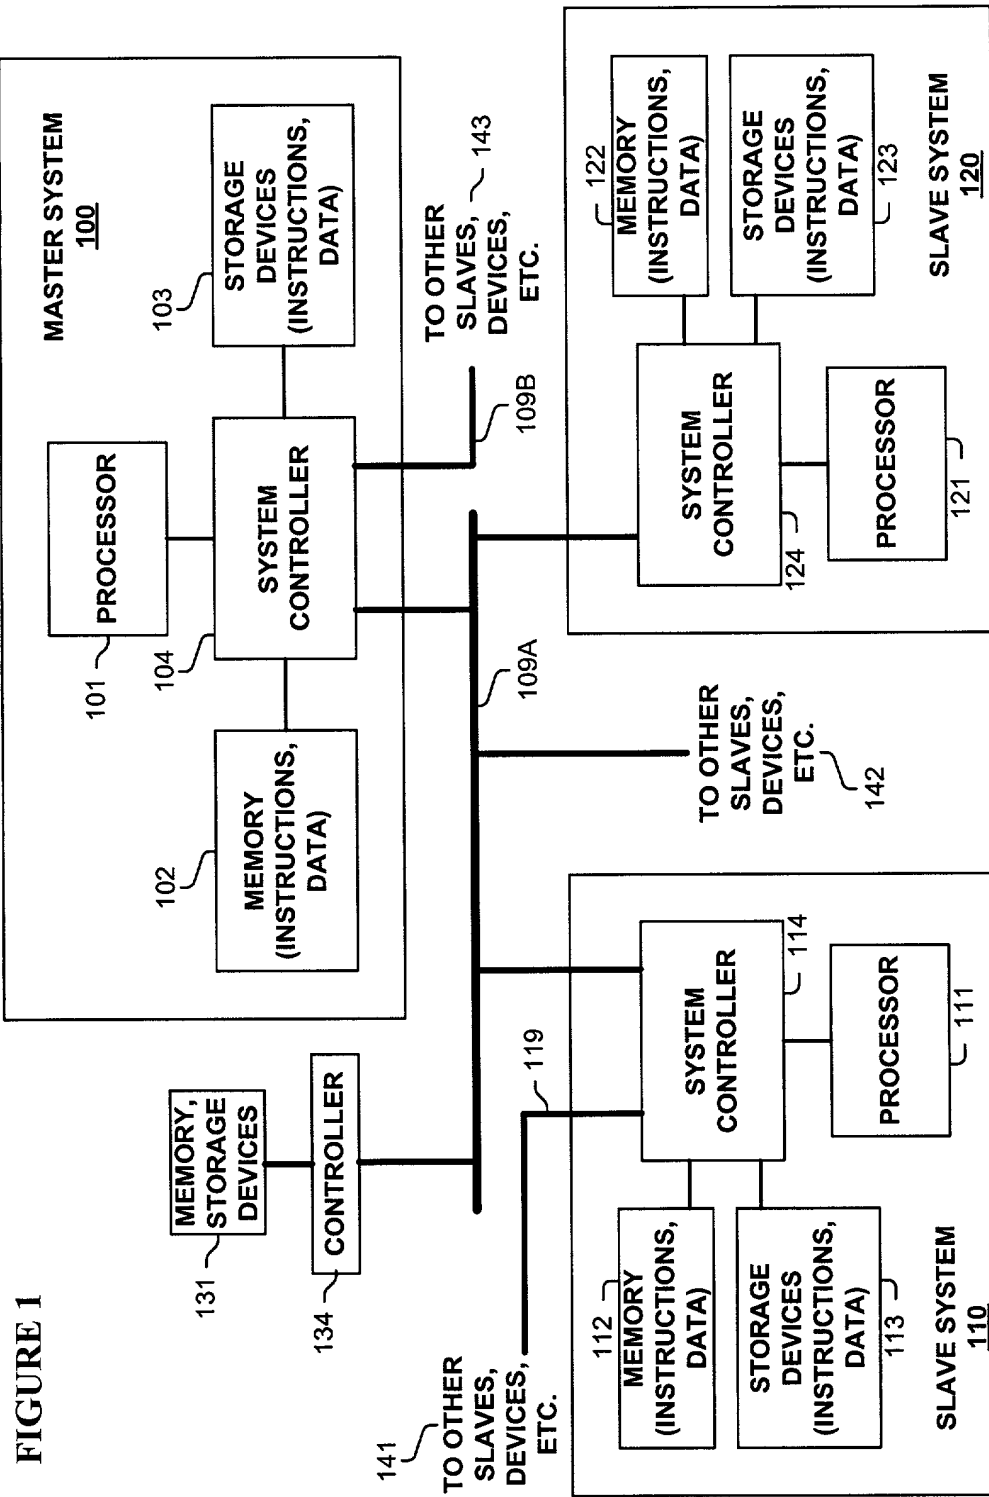 FIGURE 1
MASTER SYSTEM
100
PROCESSOR
101
102
MEMORY
(INSTRUCTIONS,
DATA)
104
SYSTEM
CONTROLLER
103
STORAGE
DEVICES
(INSTRUCTIONS,
DATA)
131
MEMORY,
STORAGE
DEVICES
134
CONTROLLER
109A
109B
TO OTHER
SLAVES,
DEVICES,
ETC.
143
141
TO OTHER
SLAVES,
DEVICES,
ETC.
119
TO OTHER
SLAVES,
DEVICES,
ETC.
142
112
MEMORY
(INSTRUCTIONS,
DATA)
STORAGE
DEVICES
(INSTRUCTIONS,
DATA)
113
SYSTEM
CONTROLLER
114
PROCESSOR
111
SLAVE SYSTEM
110
SYSTEM
CONTROLLER
124
PROCESSOR
121
122
MEMORY
(INSTRUCTIONS,
DATA)
STORAGE
DEVICES
(INSTRUCTIONS,
DATA)
123
SLAVE SYSTEM
120